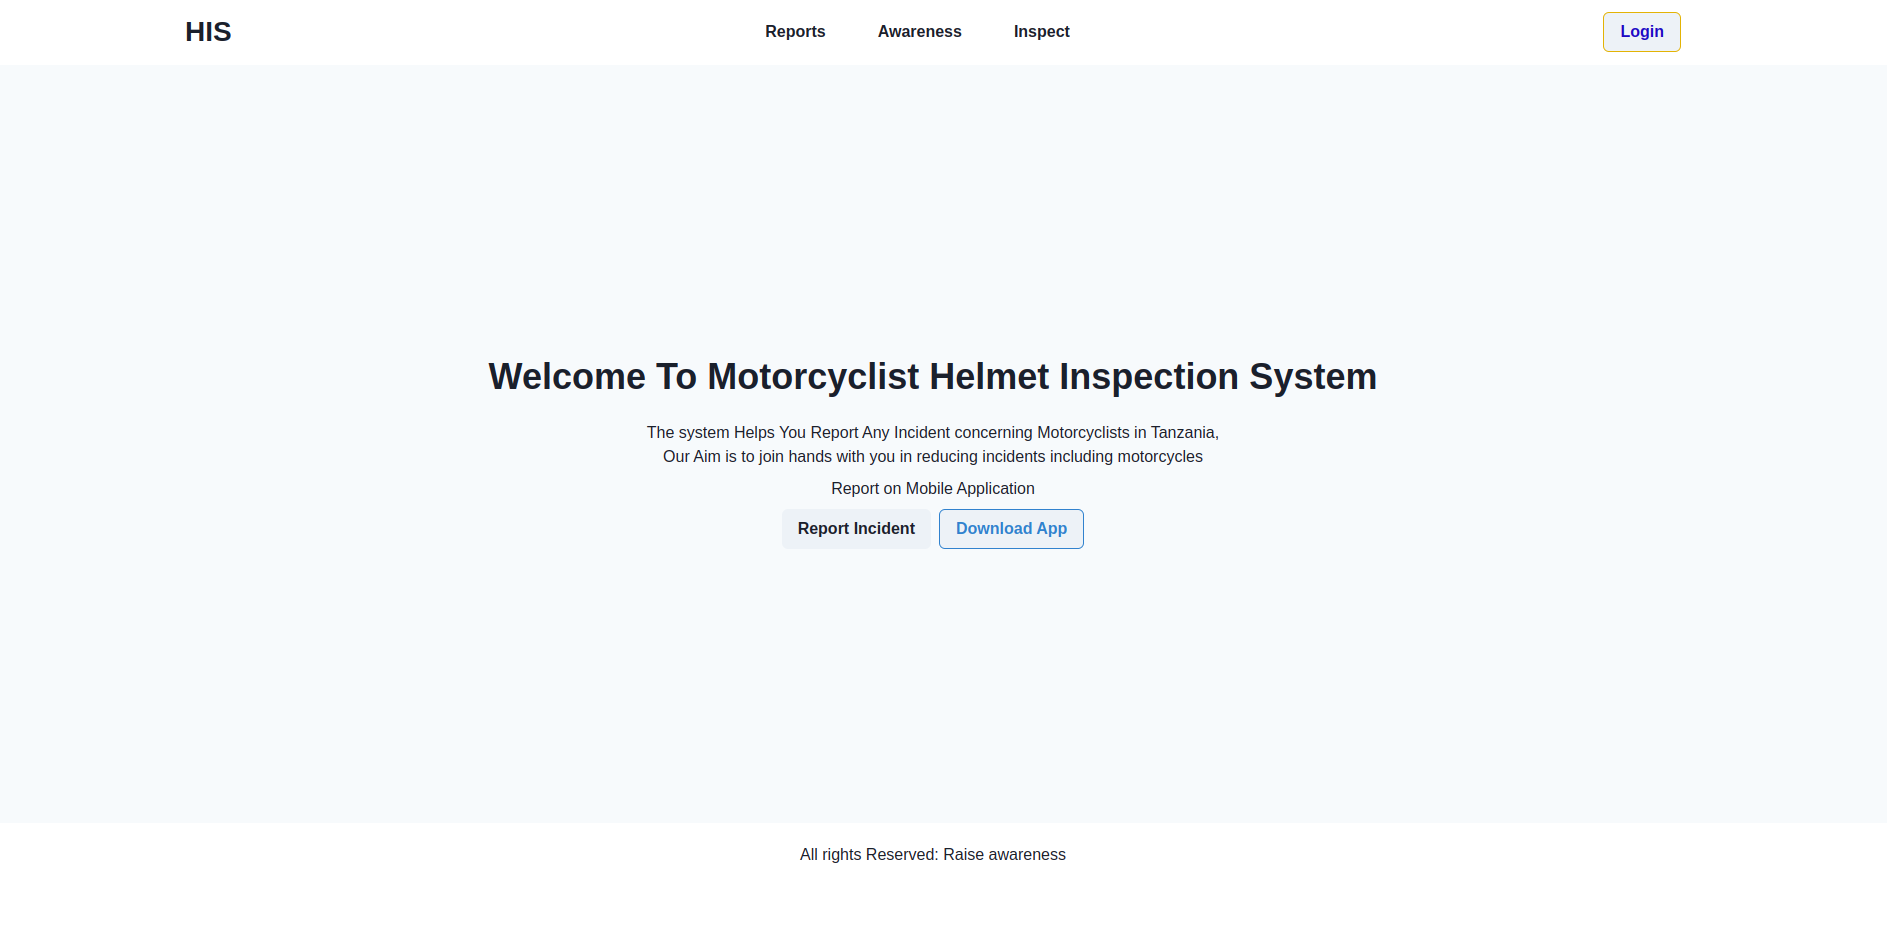 HIS
Reports
Awareness
Inspect
Login
Welcome To Motorcyclist Helmet Inspection System
The system Helps You Report Any Incident concerning Motorcyclists in Tanzania,
Our Aim is to join hands with you in reducing incidents including motorcycles
Report on Mobile Application
Report Incident
Download App
All rights Reserved: Raise awareness